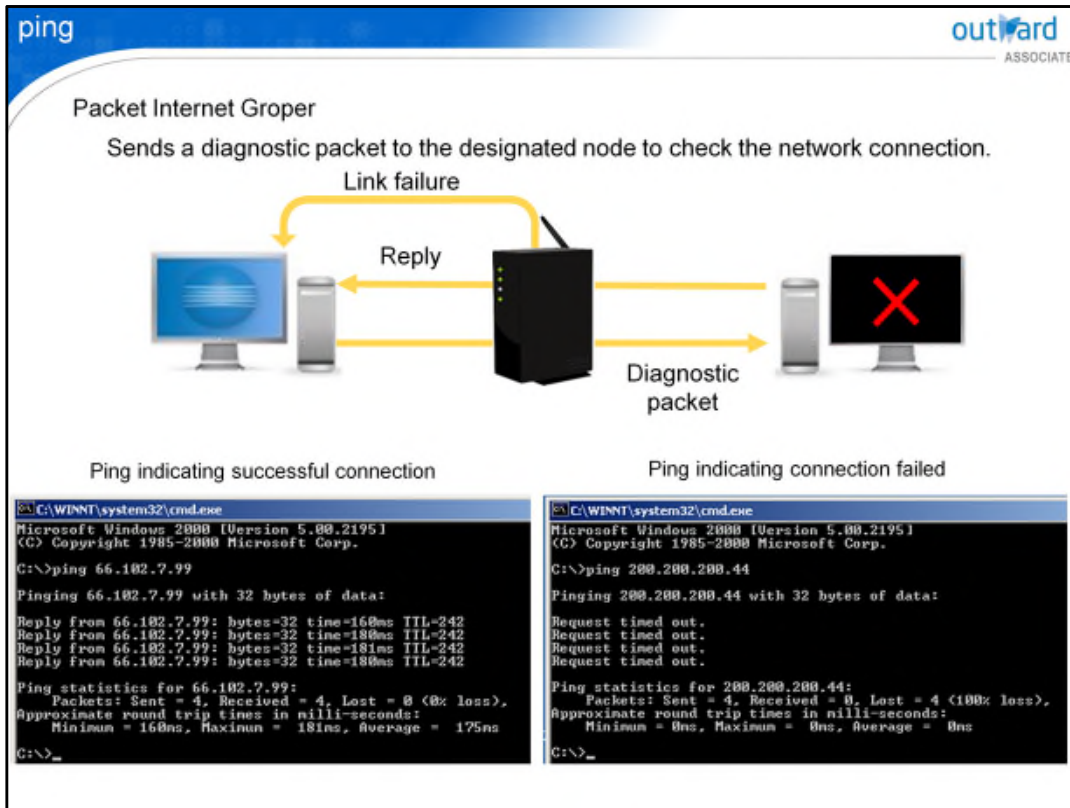 ping
outward
ASSOCIATE
Packet Internet Groper
Sends a diagnostic packet to the designated node to check the network connection.
Link failure
Reply
Diagnostic
packet
Ping indicating successful connection
Ping indicating connection failed
C:\WINNT\system32\cmd.exe
Microsoft Windows 2000 [Version 5.00.2195]
(C) Copyright 1985-2000 Microsoft Corp.
C:\>ping 66.102.7.99
Pinging 66.102.7.99 with 32 bytes of data:
Reply from 66.102.7.99: bytes=32 time=160ms TTL=242
Reply from 66.102.7.99: bytes=32 time=180ms TTL=242
Reply from 66.102.7.99: bytes=32 time=181ms TTL=242
Reply from 66.102.7.99: bytes=32 time=180ms TTL=242
Ping statistics for 66.102.7.99:
Packets: Sent = 4, Received = 4, Lost = 0 (0% loss),
Approximate round trip times in milli-seconds:
Minimum = 160ms, Maximum =  181ms, Average =  175ms
C:\>_
C:\WINNT\system32\cmd.exe
Microsoft Windows 2000 [Version 5.00.2195]
(C) Copyright 1985-2000 Microsoft Corp.
C:\>ping 200.200.200.44
Pinging 200.200.200.44 with 32 bytes of data:
Request timed out.
Request timed out.
Request timed out.
Request timed out.
Ping statistics for 200.200.200.44:
Packets: Sent = 4, Received = 0, Lost = 4 (100% loss),
Approximate round trip times in milli-seconds:
Minimum = 0ms, Maximum =  0ms, Average =  0ms
C:\>_